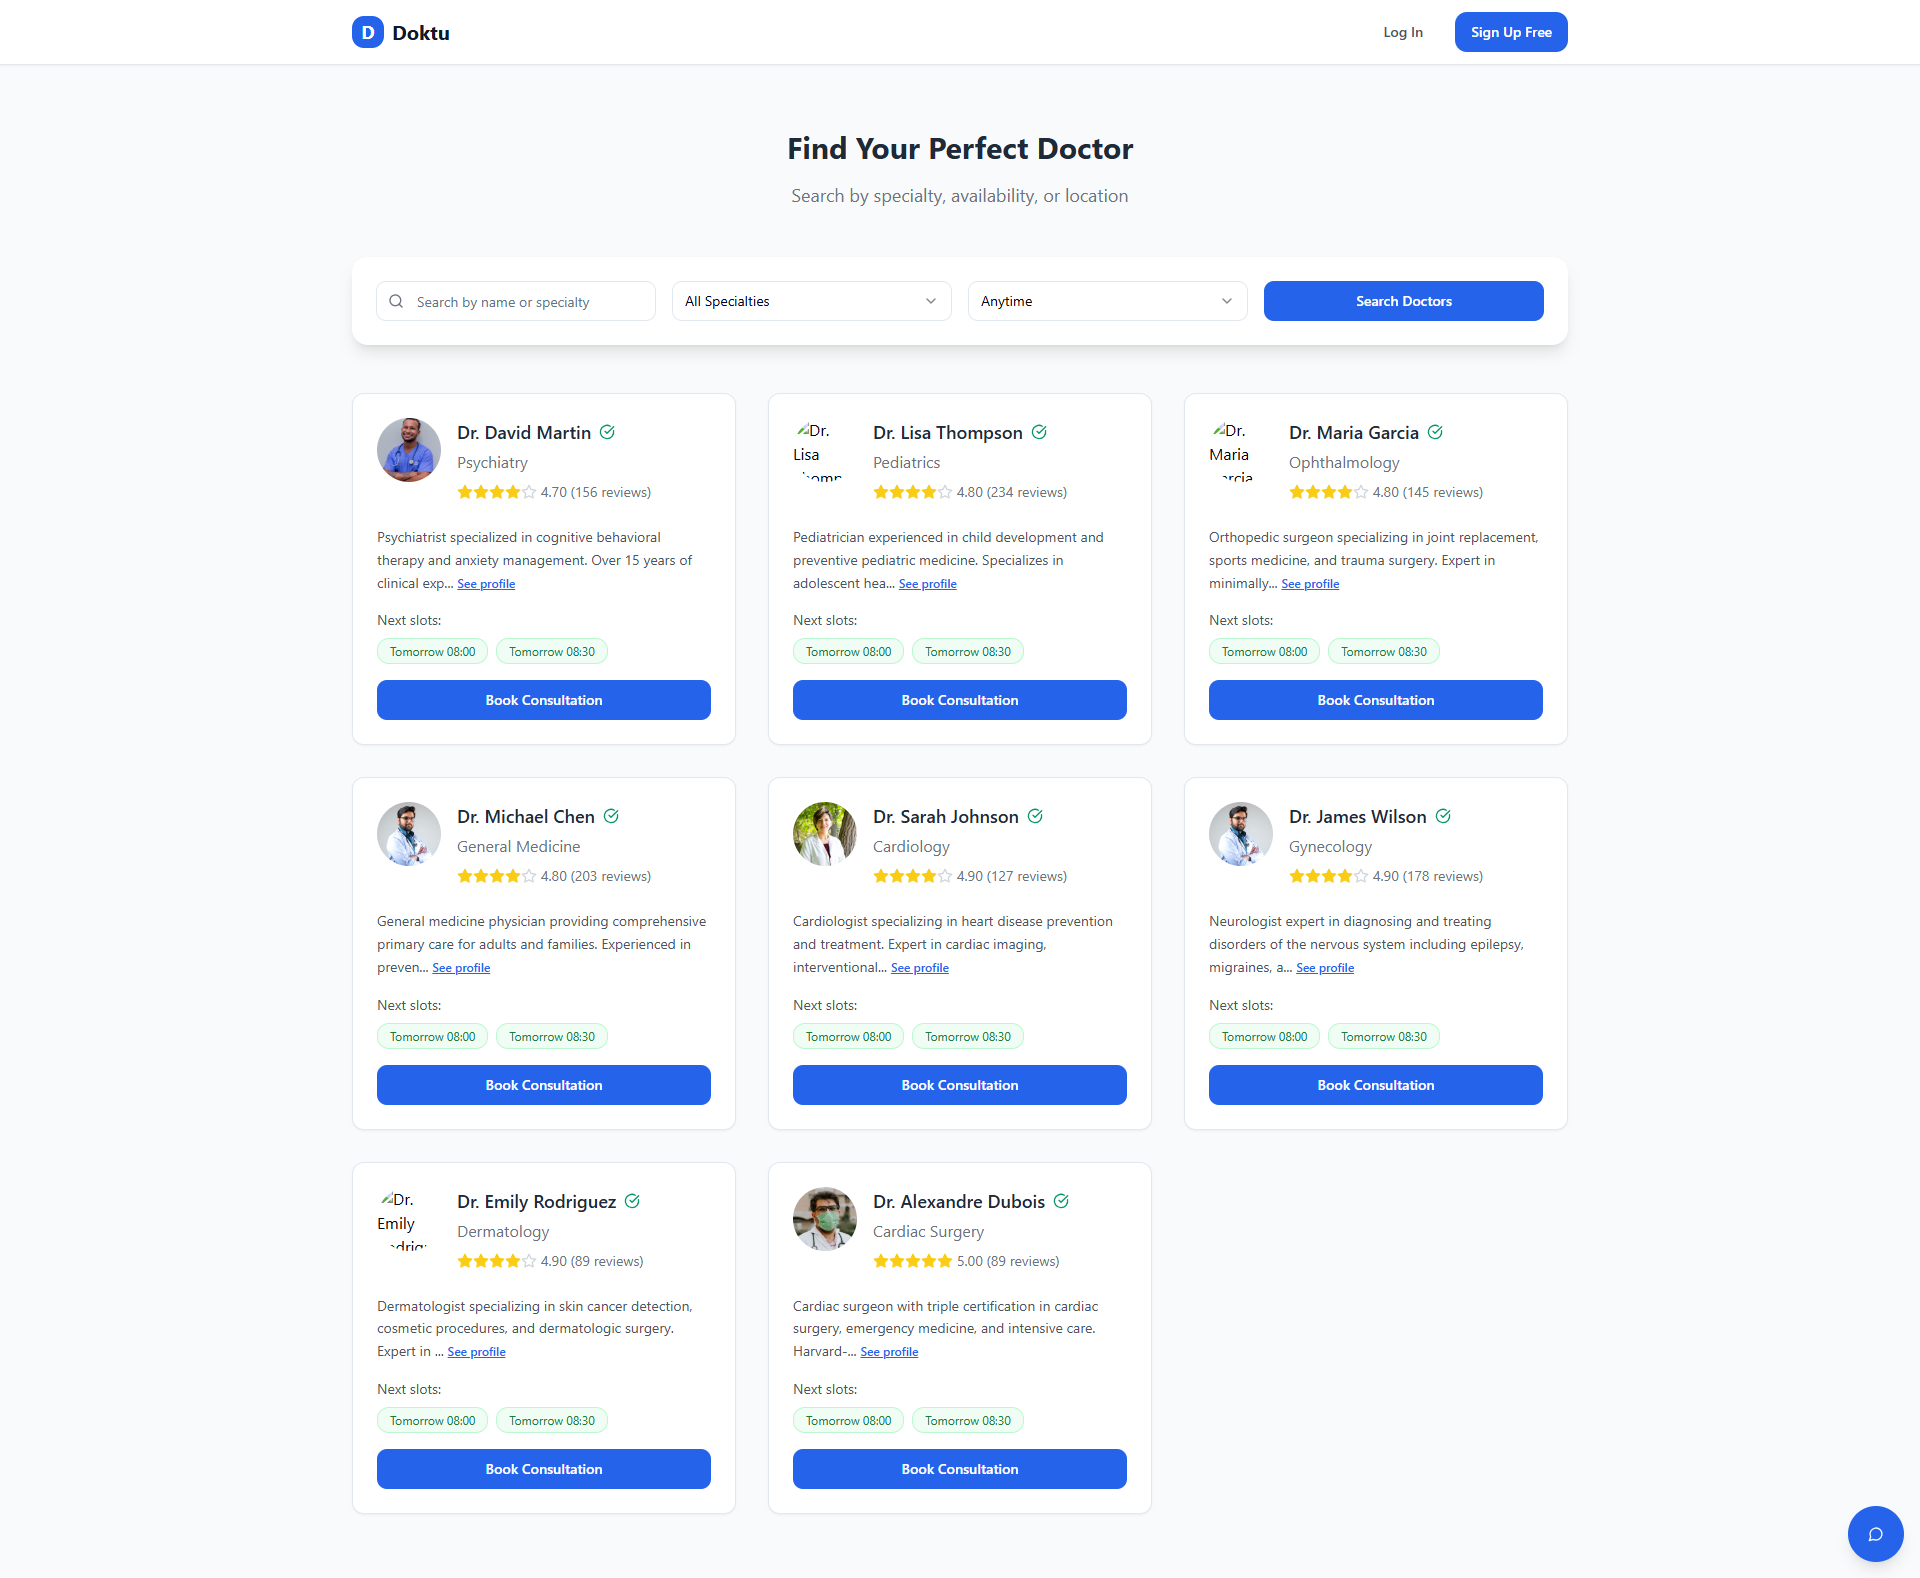 D Doktu
Log In
Sign Up Free
Find Your Perfect Doctor
Search by specialty, availability, or location
Search by name or specialty
All Specialties
Anytime
Search Doctors
Dr. David Martin
Psychiatry
4.70 (156 reviews)
Psychiatrist specialized in cognitive behavioral
therapy and anxiety management. Over 15 years of
clinical exp... See profile
Next slots:
Tomorrow 08:00
Tomorrow 08:30
Book Consultation
Dr.
Lisa
Dr. Lisa Thompson
Pediatrics
4.80 (234 reviews)
Pediatrician experienced in child development and
preventive pediatric medicine. Specializes in
adolescent hea... See profile
Next slots:
Tomorrow 08:00
Tomorrow 08:30
Book Consultation
Dr.
Maria
Dr. Maria Garcia
Ophthalmology
4.80 (145 reviews)
Orthopedic surgeon specializing in joint replacement,
sports medicine, and trauma surgery. Expert in
minimally... See profile
Next slots:
Tomorrow 08:00
Tomorrow 08:30
Book Consultation
Dr. Michael Chen
General Medicine
4.80 (203 reviews)
General medicine physician providing comprehensive
primary care for adults and families. Experienced in
preven... See profile
Next slots:
Tomorrow 08:00
Tomorrow 08:30
Book Consultation
Dr. Sarah Johnson
Cardiology
4.90 (127 reviews)
Cardiologist specializing in heart disease prevention
and treatment. Expert in cardiac imaging,
interventional... See profile
Next slots:
Tomorrow 08:00
Tomorrow 08:30
Book Consultation
Dr. James Wilson
Gynecology
4.90 (178 reviews)
Neurologist expert in diagnosing and treating
disorders of the nervous system including epilepsy,
migraines, a... See profile
Next slots:
Tomorrow 08:00
Tomorrow 08:30
Book Consultation
Dr.
Emily
Dr. Emily Rodriguez
Dermatology
4.90 (89 reviews)
Dermatologist specializing in skin cancer detection,
cosmetic procedures, and dermatologic surgery.
Expert in ... See profile
Next slots:
Tomorrow 08:00
Tomorrow 08:30
Book Consultation
Dr. Alexandre Dubois
Cardiac Surgery
5.00 (89 reviews)
Cardiac surgeon with triple certification in cardiac
surgery, emergency medicine, and intensive care.
Harvard-... See profile
Next slots:
Tomorrow 08:00
Tomorrow 08:30
Book Consultation